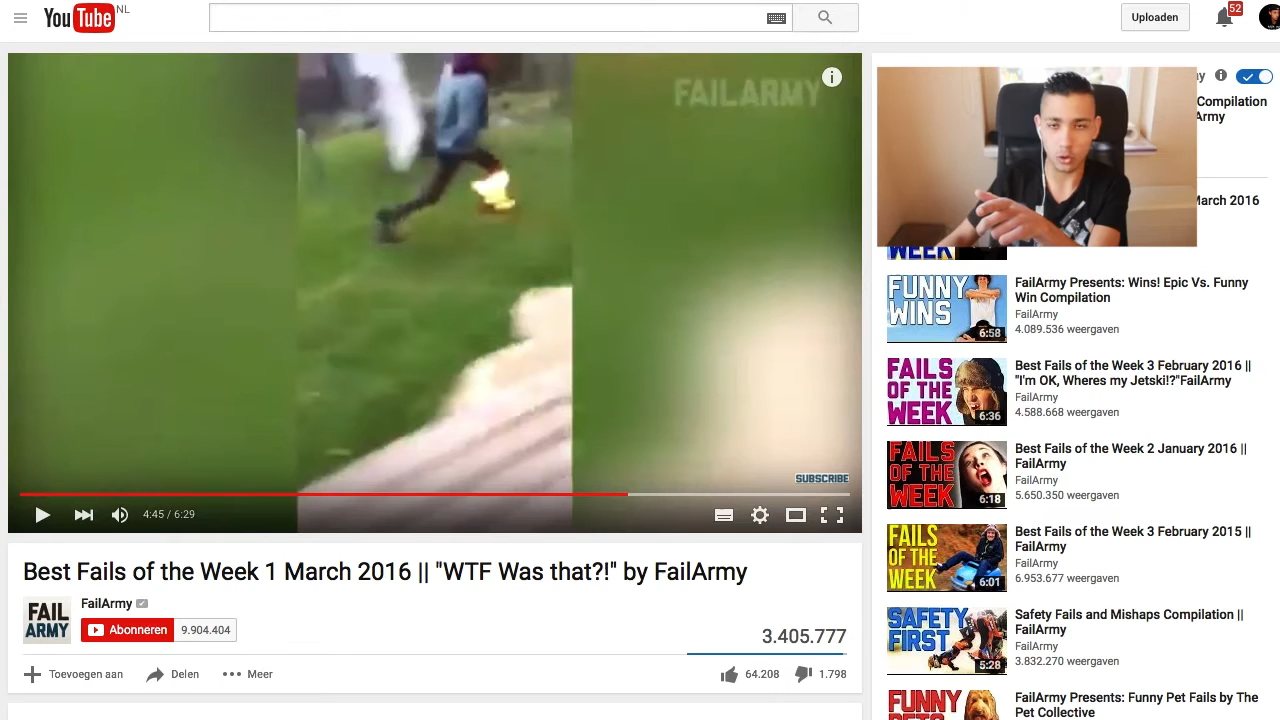 YouTube NL
Uploaden
52
FAILARMY
SUBSCRIBE
4:45 / 6:29
Best Fails of the Week 1 March 2016 || "WTF Was that?!" by FailArmy
FAIL
ARMY
FailArmy
Abonneren 9.904.404
3.405.777
Toevoegen aan Delen Meer 64.208 1.798
Compilation
March 2016
WEEK
FUNNY
WINS
6:58
FailArmy Presents: Wins! Epic Vs. Funny
Win Compilation
FailArmy
4.089.536 weergaven
FAILS
OF THE
WEEK
6:36
Best Fails of the Week 3 February 2016 ||
"I'm OK, Wheres my Jetski!?"FailArmy
FailArmy
4.588.668 weergaven
FAILS
OF THE
WEEK
6:18
Best Fails of the Week 2 January 2016 ||
FailArmy
FailArmy
5.650.350 weergaven
FAILS
OF THE
WEEK
6:01
Best Fails of the Week 3 February 2015 ||
FailArmy
FailArmy
6.953.677 weergaven
SAFETY
FIRST
5:28
Safety Fails and Mishaps Compilation ||
FailArmy
FailArmy
3.832.270 weergaven
FUNNY
PETS
FailArmy Presents: Funny Pet Fails by The
Pet Collective